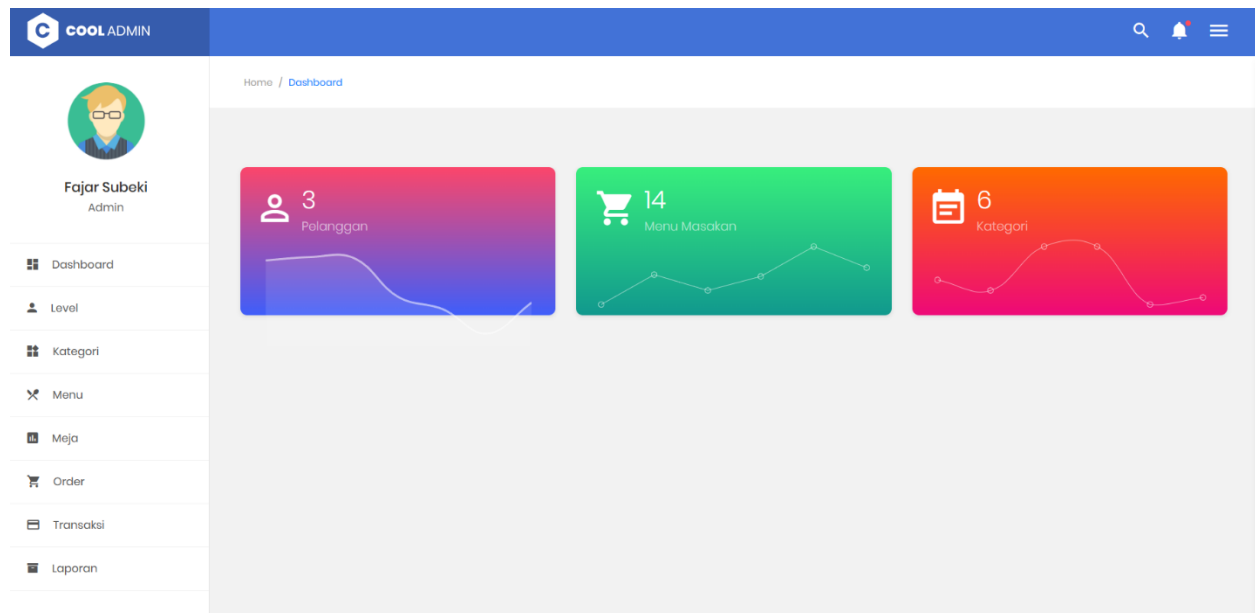 COOL ADMIN
Fajar Subeki
Admin
Dashboard
Level
Kategori
Menu
Meja
Order
Transaksi
Laporan
Home / Dashboard
3
Pelanggan
14
Menu Masakan
6
Kategori